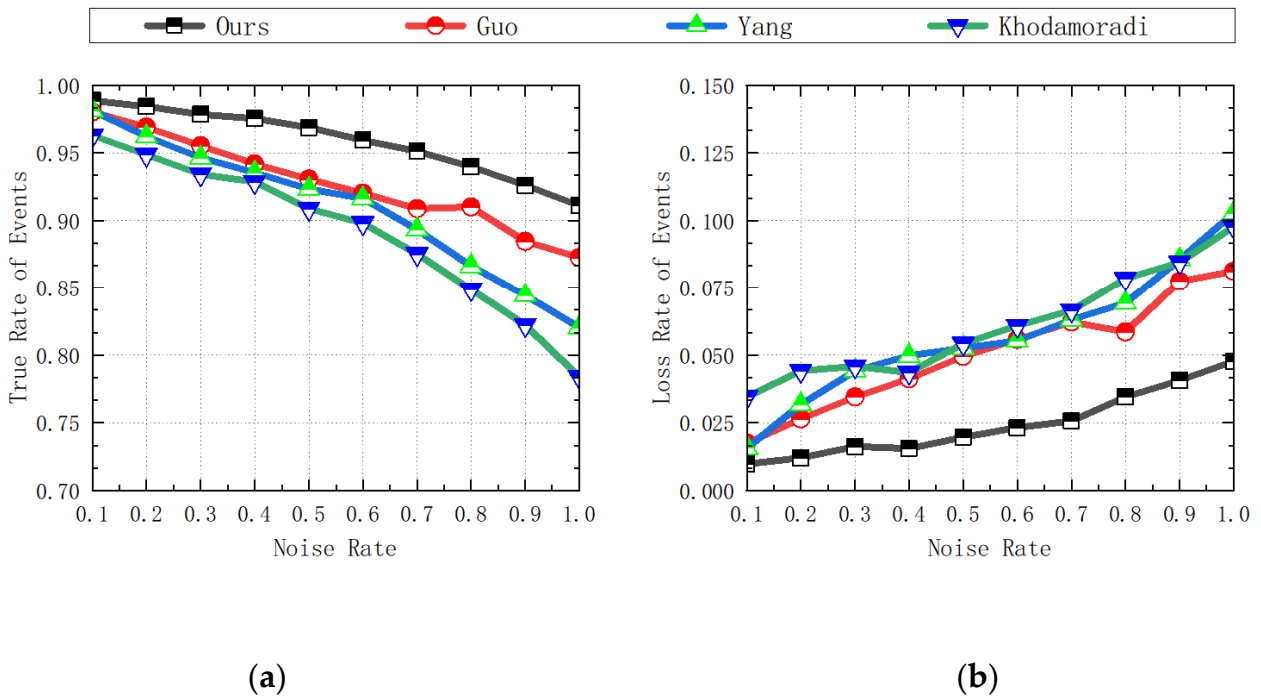 Ours Guo Yang Khodamoradi
True Rate of Events
1.00
0.95
0.90
0.85
0.80
0.75
0.70
0.1 0.2 0.3 0.4 0.5 0.6 0.7 0.8 0.9 1.0
Noise Rate
(a)
Loss Rate of Events
0.150
0.125
0.100
0.075
0.050
0.025
0.000
0.1 0.2 0.3 0.4 0.5 0.6 0.7 0.8 0.9 1.0
Noise Rate
(b)